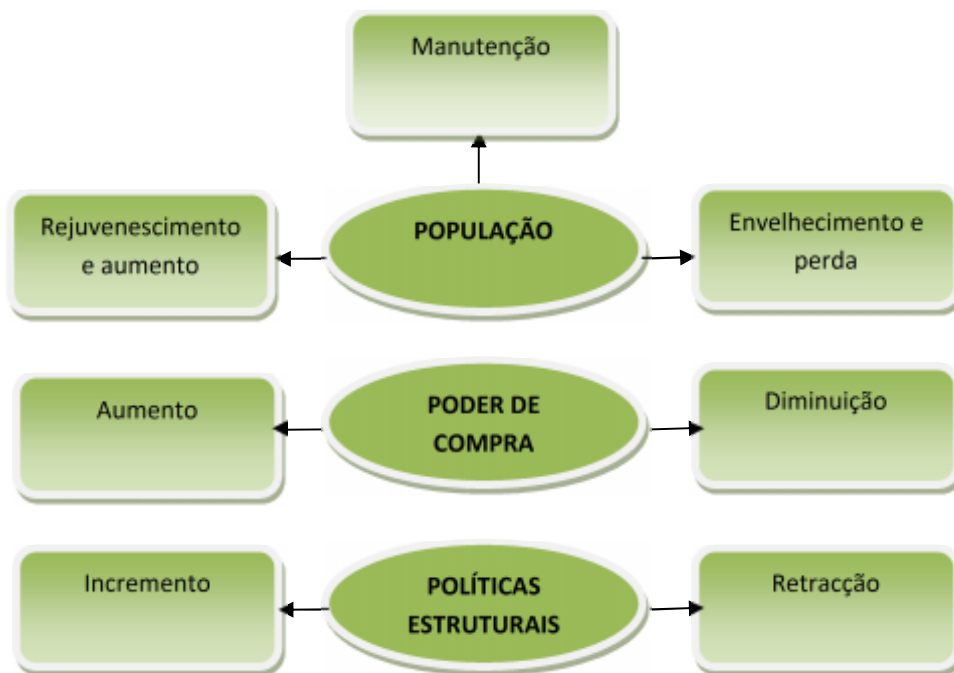 Manutenção
Rejuvenescimento
e aumento
POPULAÇÃO
Envelhecimento e
perda
Aumento
PODER DE
COMPRA
Diminuição
Incremento
POLÍTICAS
ESTRUTURAIS
Retracção